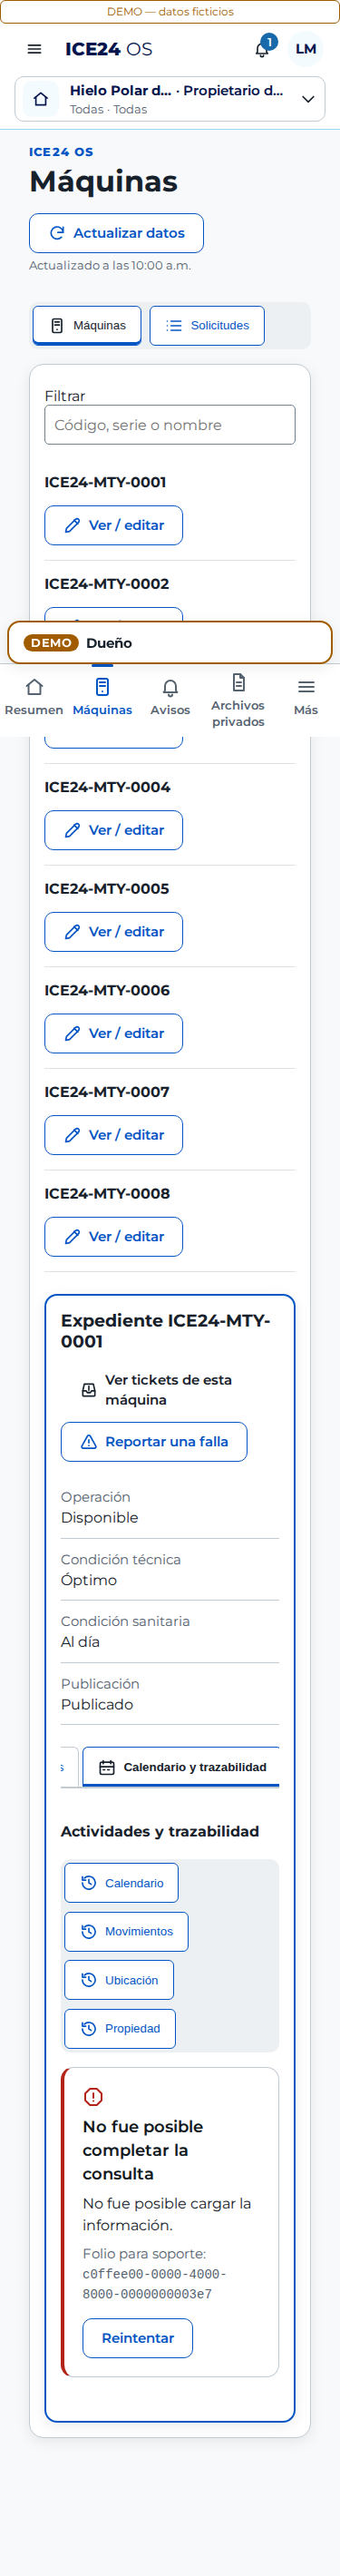 DEMO — datos ficticios
ICE24 OS
1
LM
Hielo Polar d... · Propietario d...
Todas · Todas
ICE24 OS
Máquinas
Actualizar datos
Actualizado a las 10:00 a.m.
Máquinas
Solicitudes
Filtrar
Código, serie o nombre
ICE24-MTY-0001
Ver / editar
ICE24-MTY-0002
DEMO Dueño
Resumen
Máquinas
Avisos
Archivos privados
Más
ICE24-MTY-0004
Ver / editar
ICE24-MTY-0005
Ver / editar
ICE24-MTY-0006
Ver / editar
ICE24-MTY-0007
Ver / editar
ICE24-MTY-0008
Ver / editar
Expediente ICE24-MTY-
0001
Ver tickets de esta
máquina
Reportar una falla
Operación
Disponible
Condición técnica
Óptimo
Condición sanitaria
Al día
Publicación
Publicado
s
Calendario y trazabilidad
Actividades y trazabilidad
Calendario
Movimientos
Ubicación
Propiedad
No fue posible
completar la
consulta
No fue posible cargar la
información.
Folio para soporte:
c0ffee00-0000-4000-
8000-0000000003e7
Reintentar